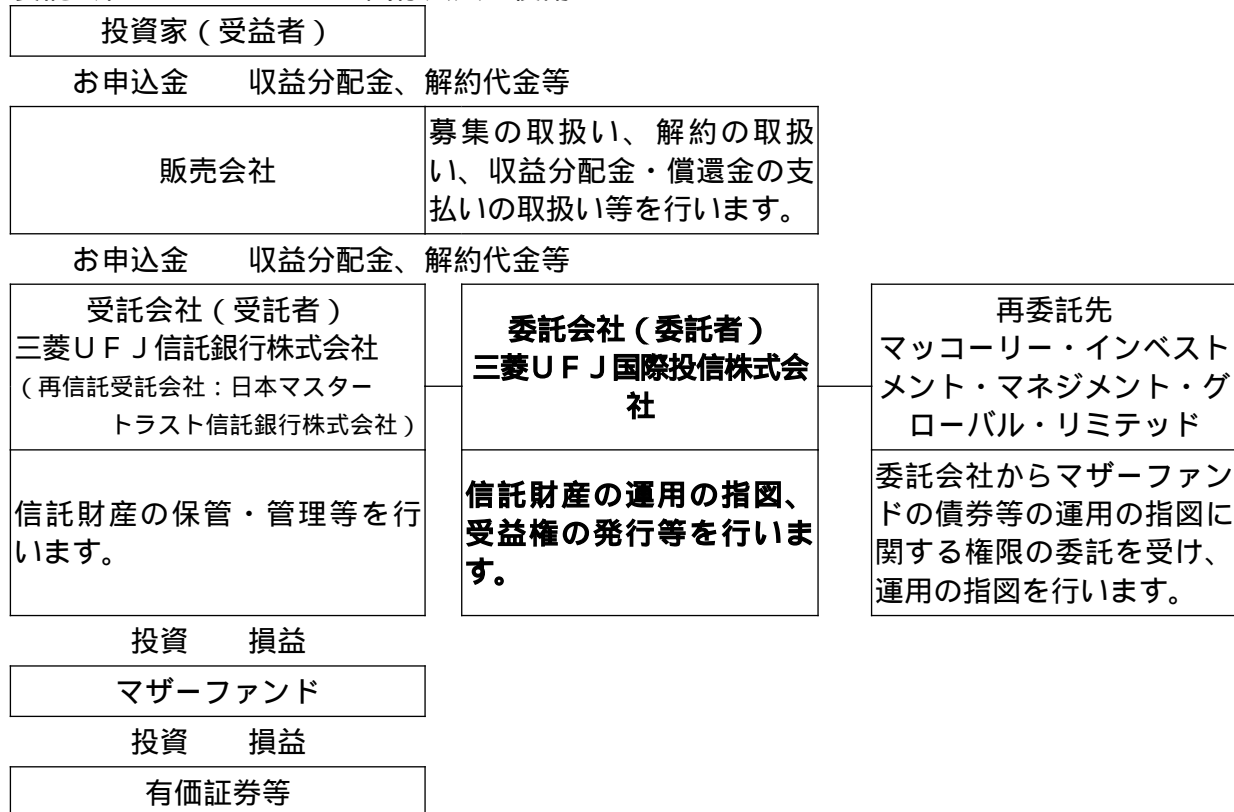 投資家（受益者）
お申込金　収益分配金、解約代金等
販売会社
募集の取扱い、解約の取扱
い、収益分配金・償還金の支
払いの取扱い等を行います。
お申込金　収益分配金、解約代金等
受託会社（受託者）
三菱ＵＦＪ信託銀行株式会社
（再信託受託会社：日本マスター
トラスト信託銀行株式会社）
委託会社（委託者）
三菱ＵＦＪ国際投信株式会
社
再委託先
マッコーリー・インベスト
メント・マネジメント・グ
ローバル・リミテッド
信託財産の保管・管理等を行
います。
信託財産の運用の指図、
受益権の発行等を行いま
す。
委託会社からマザーファン
ドの債券等の運用の指図に
関する権限の委託を受け、
運用の指図を行います。
投資　損益
マザーファンド
投資　損益
有価証券等